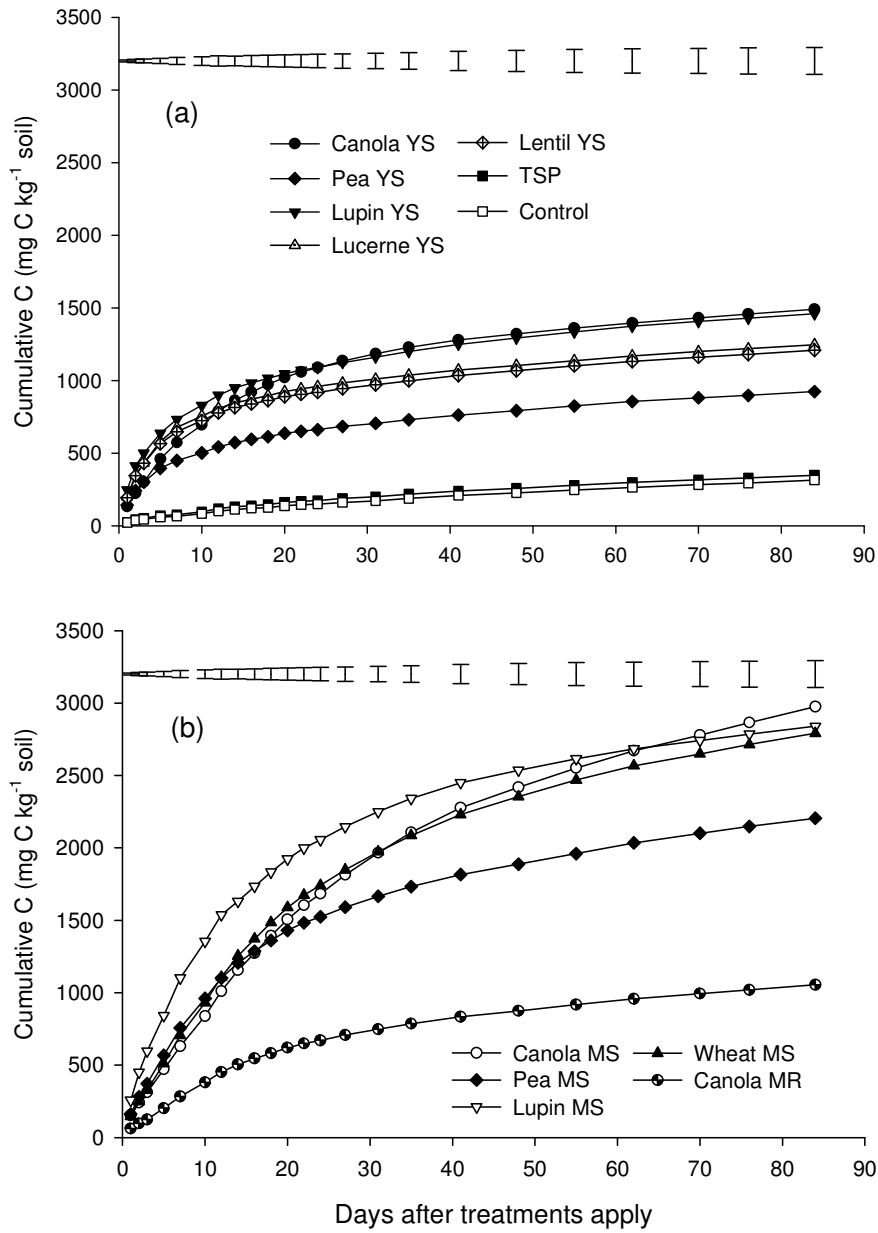 3500
3000
2500
2000
1500
1000
500
0
Cumulative C (mg C kg⁻¹ soil)
(a)
Canola YS
Pea YS
Lupin YS
Lucerne YS
Lentil YS
TSP
Control
0 10 20 30 40 50 60 70 80 90
3500
3000
2500
2000
1500
1000
500
0
Cumulative C (mg C kg⁻¹ soil)
(b)
Canola MS
Pea MS
Lupin MS
Wheat MS
Canola MR
0 10 20 30 40 50 60 70 80 90
Days after treatments apply